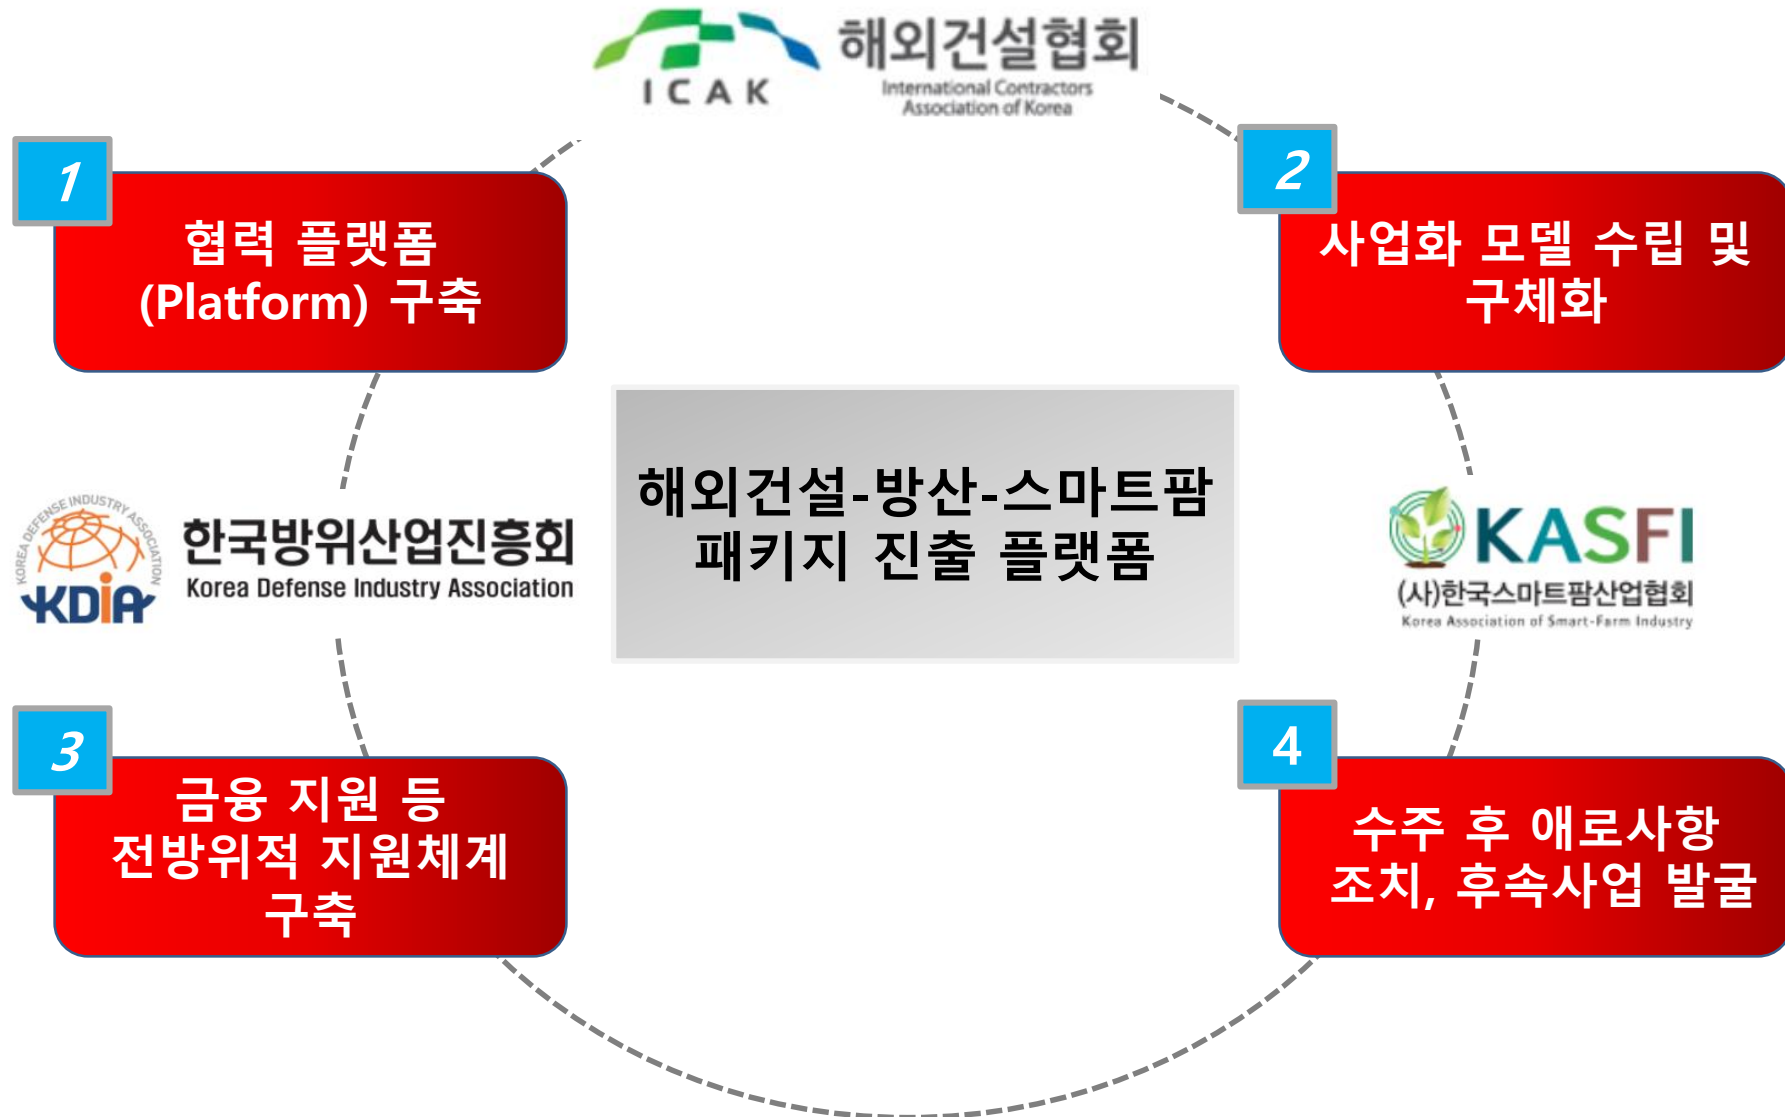 ICAK
해외건설협회
International Contractors
Association of Korea
1
협력 플랫폼
(Platform) 구축
2
사업화 모델 수립 및
구체화
KOREA DEFENSE INDUSTRY ASSOCIATION
KDiA
한국방위산업진흥회
Korea Defense Industry Association
해외건설-방산-스마트팜
패키지 진출 플랫폼
KASFI
(사)한국스마트팜산업협회
Korea Association of Smart-Farm Industry
3
금융 지원 등
전방위적 지원체계
구축
4
수주 후 애로사항
조치, 후속사업 발굴